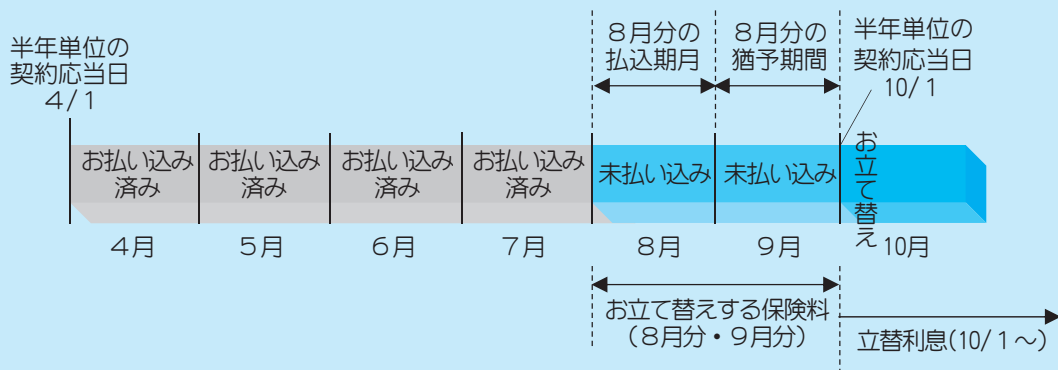 半年単位の
契約応当日
４/１
８月分の
払込期月
８月分の
猶予期間
半年単位の
契約応当日
10/１
お払い込み
済み
お払い込み
済み
お払い込み
済み
お払い込み
済み
未払い込み
未払い込み
お立て替え
４月
５月
６月
７月
８月
９月
10月
お立て替えする保険料
（８月分・９月分）
立替利息(10/１～)